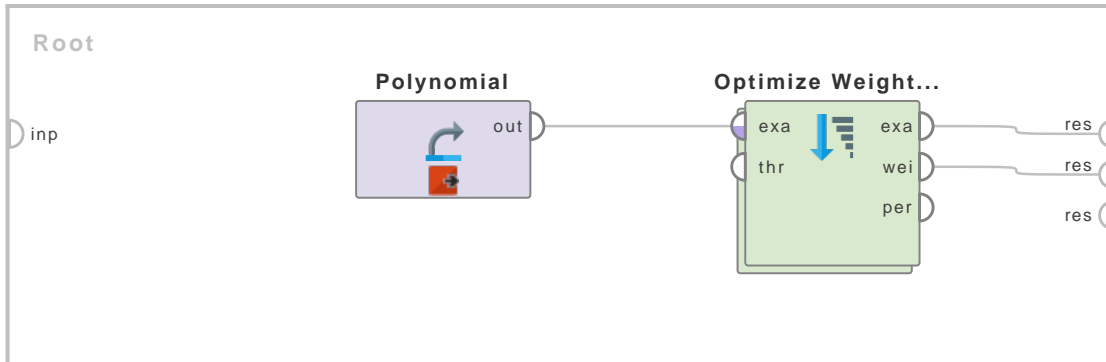 Root
Polynomial
Optimize Weight...
inp
out
exa
exa
res
thr
wei
res
per
res